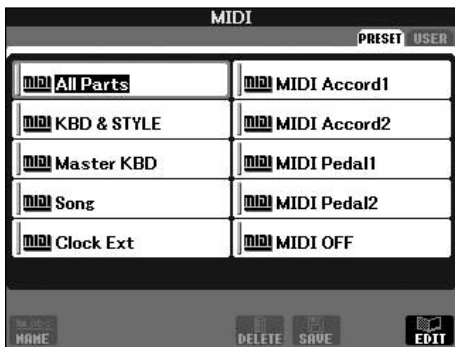 MIDI
PRESET USER
MIDI All Parts
MIDI KBD & STYLE
MIDI Master KBD
MIDI Song
MIDI Clock Ext
MIDI MIDI Accord1
MIDI MIDI Accord2
MIDI MIDI Pedal1
MIDI MIDI Pedal2
MIDI MIDI OFF
NAME DELETE SAVE EDIT